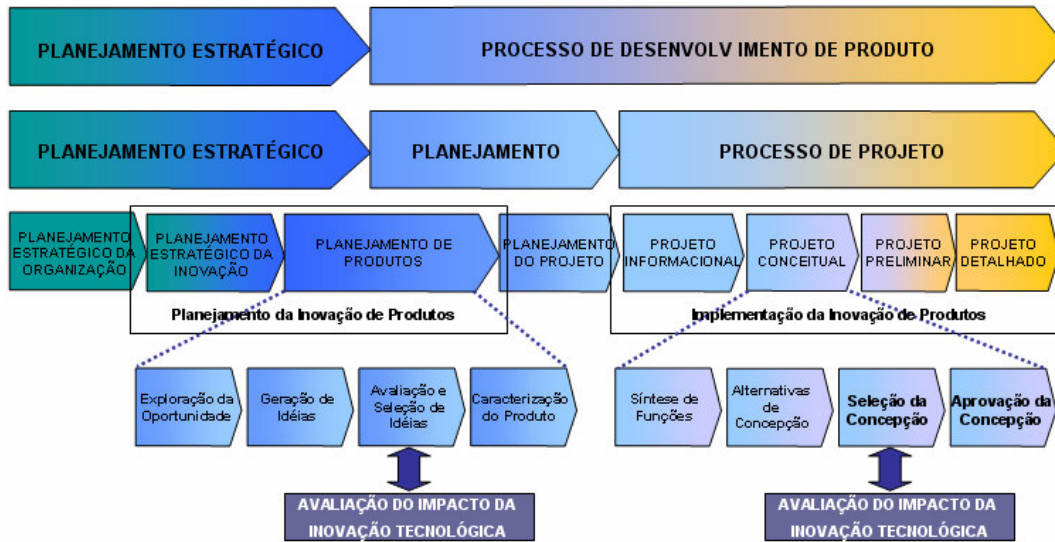 PLANEJAMENTO ESTRATÉGICO
PROCESSO DE DESENVOLV IMENTO DE PRODUTO
PLANEJAMENTO ESTRATÉGICO
PLANEJAMENTO
PROCESSO DE PROJETO
PLANEJAMENTO
ESTRATÉGICO DA
ORGANIZAÇÃO
PLANEJAMENTO
ESTRATÉGICO DA
INOVAÇÃO
PLANEJAMENTO DE
PRODUTOS
PLANEJAMENTO
DO PROJETO
PROJETO
INFORMACIONAL
PROJETO
CONCEITUAL
PROJETO
PRELIMINAR
PROJETO
DETALHADO
Planejamento da Inovação de Produtos
Implementação da Inovação de Produtos
Exploração da
Oportunidade
Geração de
Idéias
Avaliação e
Seleção de
Idéias
Caracterização
do Produto
Síntese de
Funções
Alternativas
de
Concepção
Seleção da
Concepção
Aprovação da
Concepção
AVALIAÇÃO DO IMPACTO DA
INOVAÇÃO TECNOLÓGICA
AVALIAÇÃO DO IMPACTO DA
INOVAÇÃO TECNOLÓGICA